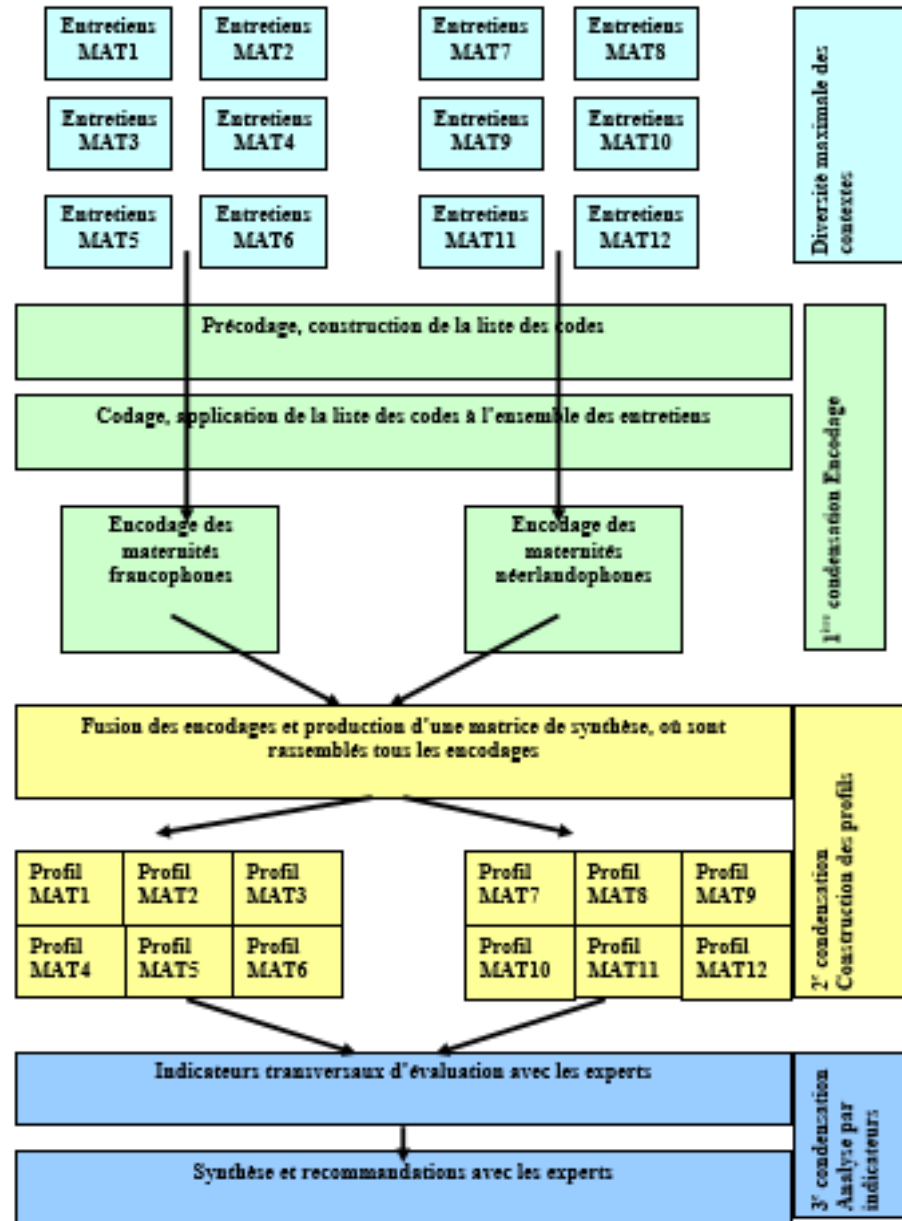 Entretiens
MAT1
Entretiens
MAT2
Entretiens
MAT7
Entretiens
MAT8
Entretiens
MAT3
Entretiens
MAT4
Entretiens
MAT9
Entretiens
MAT10
Entretiens
MAT5
Entretiens
MAT6
Entretiens
MAT11
Entretiens
MAT12
Diversité maximale des
contextes
Précodage, construction de la liste des codes
Codage, application de la liste des codes à l'ensemble des entretiens
Encodage des
maternités
francophones
Encodage des
maternités
néerlandophones
1ère condensation Encodage
Fusion des encodages et production d'une matrice de synthèse, où sont
rassemblés tous les encodages
Profil
MAT1
Profil
MAT2
Profil
MAT3
Profil
MAT7
Profil
MAT8
Profil
MAT9
Profil
MAT4
Profil
MAT5
Profil
MAT6
Profil
MAT10
Profil
MAT11
Profil
MAT12
2e condensation
Construction des profils
Indicateurs transversaux d'évaluation avec les experts
Synthèse et recommandations avec les experts
3e condensation
Analyse par
indicateurs